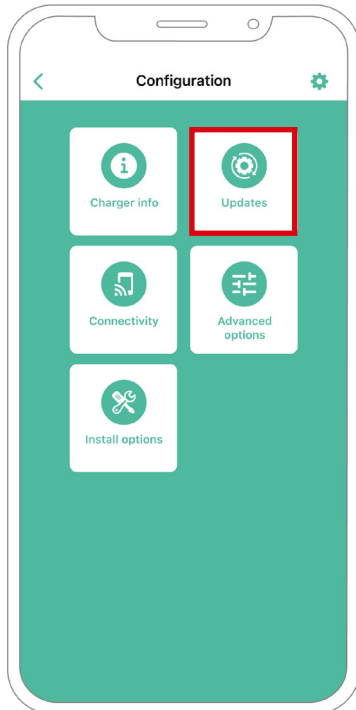 Configuration
Charger info
Updates
Connectivity
Advanced
options
Install options